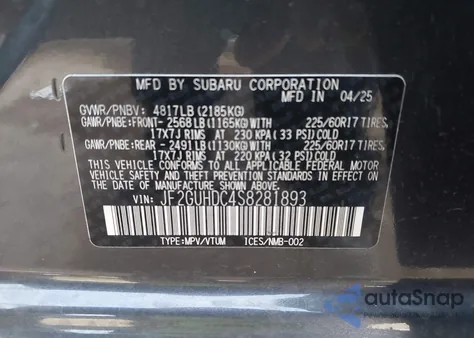 MFD BY SUBARU CORPORATION
MFD IN 04/25
GVWR/PNBV: 4817LB (2185KG)
GAWR/PNBE:FRONT- 2568LB(1165KG)WITH 225/60R17 TIRES,
17X7J RIMS AT 230 KPA (33 PSI)COLD
GAWR/PNBE:REAR - 2491LB(1130KG)WITH 225/60R17 TIRES,
17X7J RIMS AT 220 KPA (32 PSI)COLD
THIS VEHICLE CONFORMS TO ALL APPLICABLE FEDERAL MOTOR
VEHICLE SAFETY AND THEFT PREVENTION STANDARDS
IN EFFECT ON THE DATE OF MANUFACTURE SHOWN ABOVE.
VIN: JF2GUHDC4S8281893
TYPE:MPV/VTUM ICES/NMB-002
autoSnap